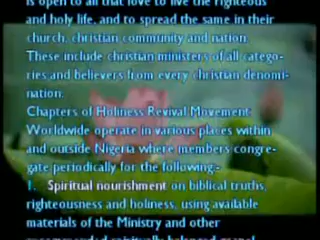 is open to all that love to live the righteous
and holy life, and to spread the same in their
church, christian community and nation.
These include christian ministers of all catego-
ries and believers from every christian denomi-
nation.
Chapters of Holiness Revival Movement
Worldwide operate in various places within
and outside Nigeria where members congre-
gate periodically for the following:-
1. Spiritual nourishment on biblical truths,
righteousness and holiness, using available
materials of the Ministry and other
recommended spiritually balanced gospel